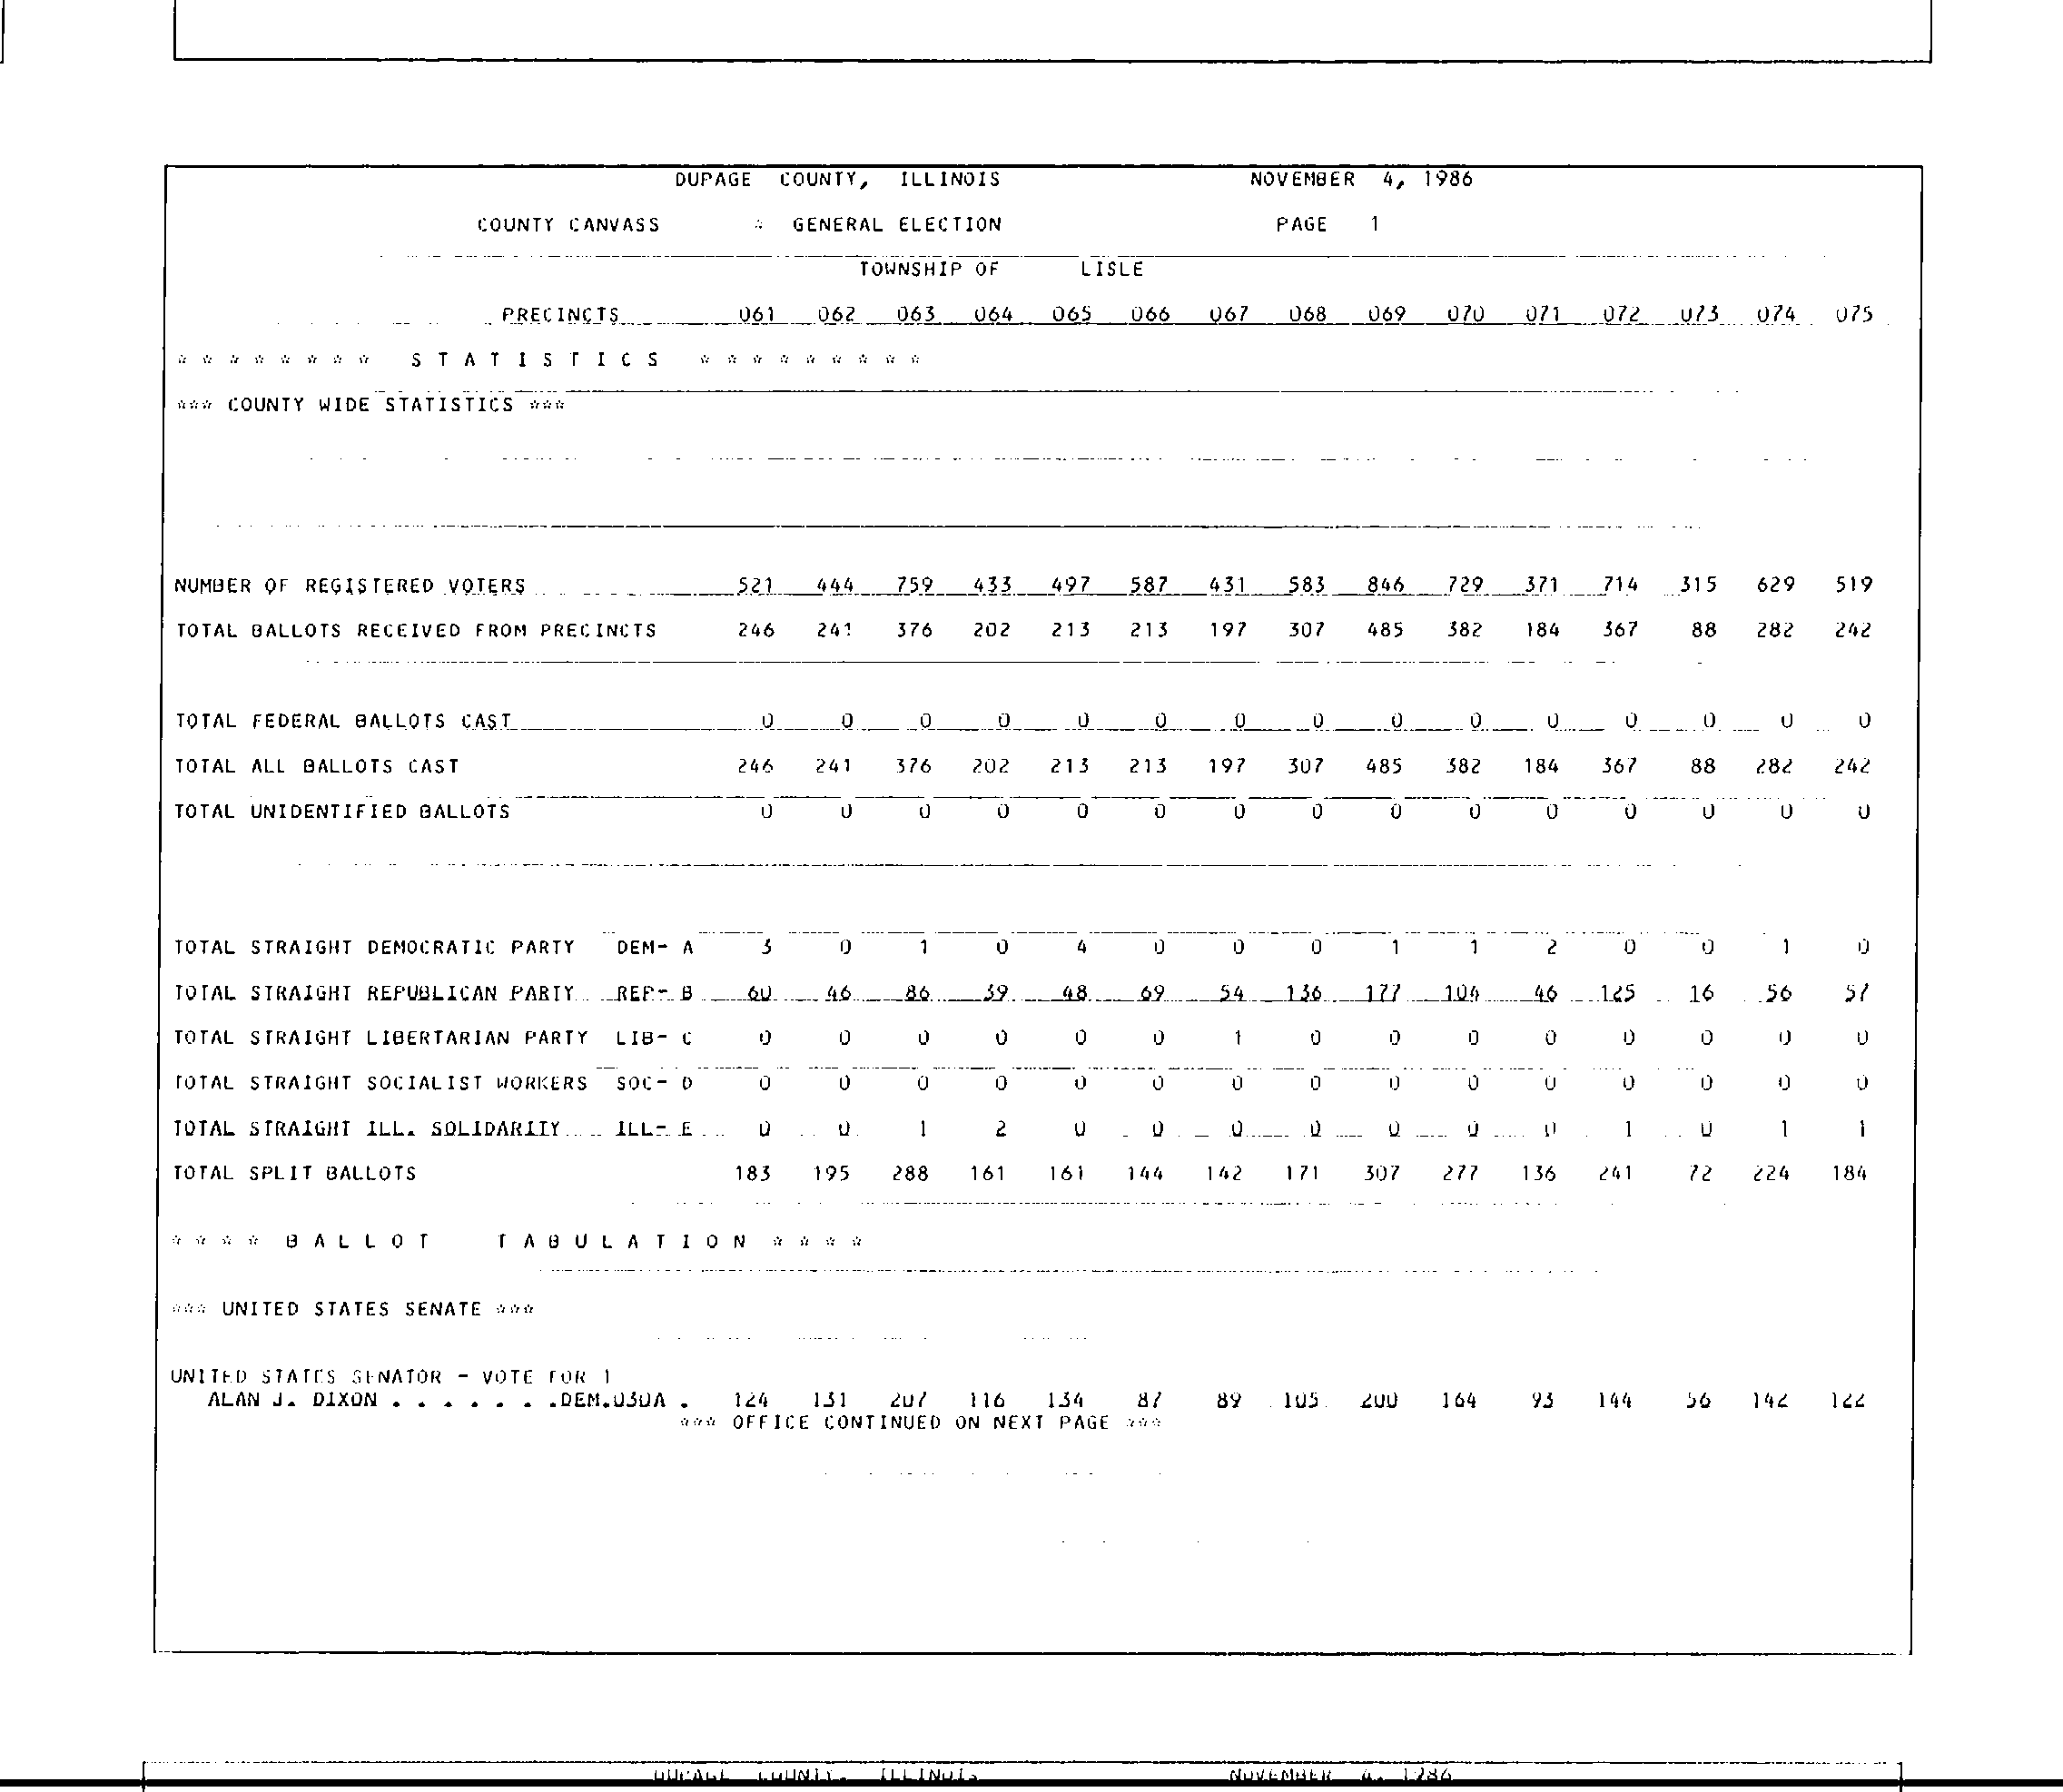 DUPAGE COUNTY, ILLINOIS NOVEMBER 4, 1986
COUNTY CANVASS * GENERAL ELECTION PAGE 1
TOWNSHIP OF LISLE
PRECINCTS 061 062 063 064 065 066 067 068 069 070 071 072 073 074 075
* * * * * * * * S T A T I S T I C S * * * * * * * * *
*** COUNTY WIDE STATISTICS ***
NUMBER OF REGISTERED VOTERS 521 444 759 433 497 587 431 583 846 729 371 714 315 629 519
TOTAL BALLOTS RECEIVED FROM PRECINCTS 246 241 376 202 213 213 197 307 485 382 184 367 88 282 242
TOTAL FEDERAL BALLOTS CAST 0 0 0 0 0 0 0 0 0 0 0 0 0 0 0
TOTAL ALL BALLOTS CAST 246 241 376 202 213 213 197 307 485 382 184 367 88 282 242
TOTAL UNIDENTIFIED BALLOTS 0 0 0 0 0 0 0 0 0 0 0 0 0 0 0
TOTAL STRAIGHT DEMOCRATIC PARTY DEM- A 3 0 1 0 4 0 0 0 1 1 2 0 0 1 0
TOTAL STRAIGHT REPUBLICAN PARTY REP- B 60 46 86 39 48 69 54 136 177 104 46 125 16 56 57
TOTAL STRAIGHT LIBERTARIAN PARTY LIB- C 0 0 0 0 0 0 1 0 0 0 0 0 0 0 0
TOTAL STRAIGHT SOCIALIST WORKERS SOC- D 0 0 0 0 0 0 0 0 0 0 0 0 0 0 0
TOTAL STRAIGHT ILL. SOLIDARITY ILL- E 0 0 1 2 0 0 0 0 0 0 0 1 0 1 1
TOTAL SPLIT BALLOTS 183 195 288 161 161 144 142 171 307 277 136 241 72 224 184
* * * * B A L L O T T A B U L A T I O N * * * *
*** UNITED STATES SENATE ***
UNITED STATES SENATOR - VOTE FOR 1
ALAN J. DIXON . . . . . . .DEM.030A . 124 131 207 116 134 87 89 105 200 164 93 144 56 142 122
*** OFFICE CONTINUED ON NEXT PAGE ***
DUPAGE COUNTY, ILLINOIS NOVEMBER 4, 1986